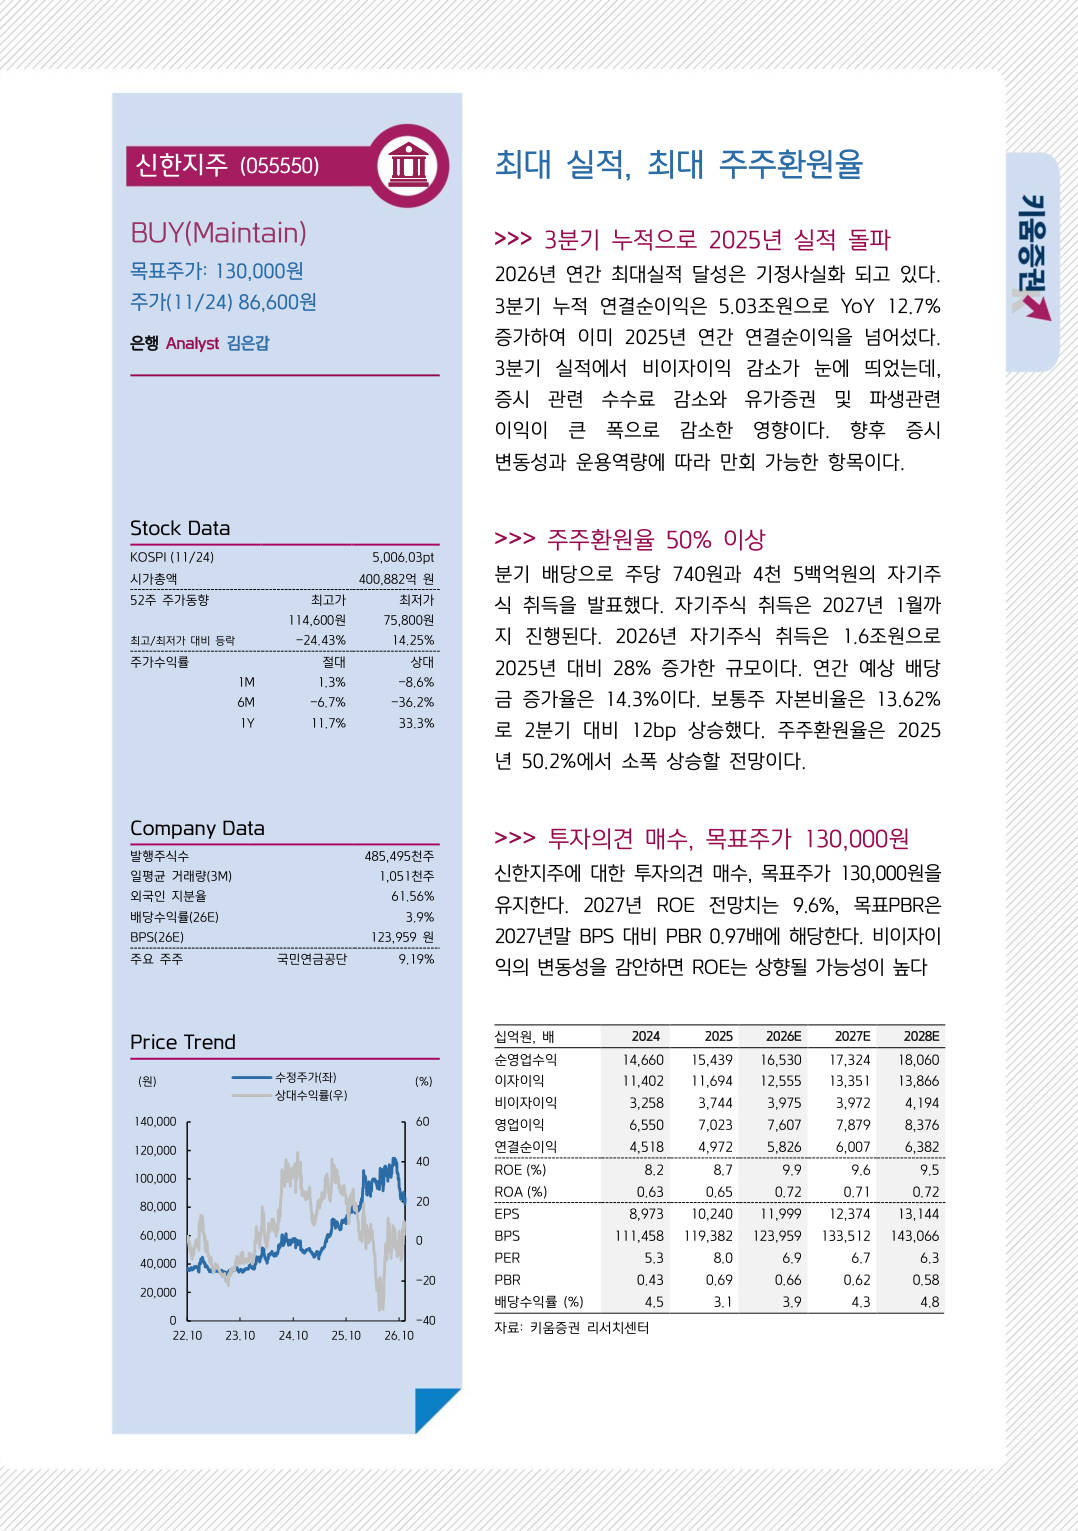 신한지주 (055550)
BUY(Maintain)
목표주가: 130,000원
주가(11/24) 86,600원
은행 Analyst 김은갑
Stock Data
KOSPI (11/24) 5,006.03pt
시가총액 400,882억 원
52주 주가동향 최고가 최저가
114,600원 75,800원
최고/최저가 대비 등락 -24.43% 14.25%
주가수익률 절대 상대
1M 1.3% -8.6%
6M -6.7% -36.2%
1Y 11.7% 33.3%
Company Data
발행주식수 485,495천주
일평균 거래량(3M) 1,051천주
외국인 지분율 61.56%
배당수익률(26E) 3.9%
BPS(26E) 123,959 원
주요 주주 국민연금공단 9.19%
Price Trend
(원) 수정주가(좌) (%)
상대수익률(우)
140,000 60
120,000
100,000 40
80,000 20
60,000 0
40,000 -20
20,000
0 -40
22.10 23.10 24.10 25.10 26.10
최대 실적, 최대 주주환원율
>>> 3분기 누적으로 2025년 실적 돌파
2026년 연간 최대실적 달성은 기정사실화 되고 있다.
3분기 누적 연결순이익은 5.03조원으로 YoY 12.7%
증가하여 이미 2025년 연간 연결순이익을 넘어섰다.
3분기 실적에서 비이자이익 감소가 눈에 띄었는데,
증시 관련 수수료 감소와 유가증권 및 파생관련
이익이 큰 폭으로 감소한 영향이다. 향후 증시
변동성과 운용역량에 따라 만회 가능한 항목이다.
>>> 주주환원율 50% 이상
분기 배당으로 주당 740원과 4천 5백억원의 자기주
식 취득을 발표했다. 자기주식 취득은 2027년 1월까
지 진행된다. 2026년 자기주식 취득은 1.6조원으로
2025년 대비 28% 증가한 규모이다. 연간 예상 배당
금 증가율은 14.3%이다. 보통주 자본비율은 13.62%
로 2분기 대비 12bp 상승했다. 주주환원율은 2025
년 50.2%에서 소폭 상승할 전망이다.
>>> 투자의견 매수, 목표주가 130,000원
신한지주에 대한 투자의견 매수, 목표주가 130,000원을
유지한다. 2027년 ROE 전망치는 9.6%, 목표PBR은
2027년말 BPS 대비 PBR 0.97배에 해당한다. 비이자이
익의 변동성을 감안하면 ROE는 상향될 가능성이 높다
십억원, 배 2024 2025 2026E 2027E 2028E
순영업수익 14,660 15,439 16,530 17,324 18,060
이자이익 11,402 11,694 12,555 13,351 13,866
비이자이익 3,258 3,744 3,975 3,972 4,194
영업이익 6,550 7,023 7,607 7,879 8,376
연결순이익 4,518 4,972 5,826 6,007 6,382
ROE (%) 8.2 8.7 9.9 9.6 9.5
ROA (%) 0.63 0.65 0.72 0.71 0.72
EPS 8,973 10,240 11,999 12,374 13,144
BPS 111,458 119,382 123,959 133,512 143,066
PER 5.3 8.0 6.9 6.7 6.3
PBR 0.43 0.69 0.66 0.62 0.58
배당수익률 (%) 4.5 3.1 3.9 4.3 4.8
자료: 키움증권 리서치센터
키움증권